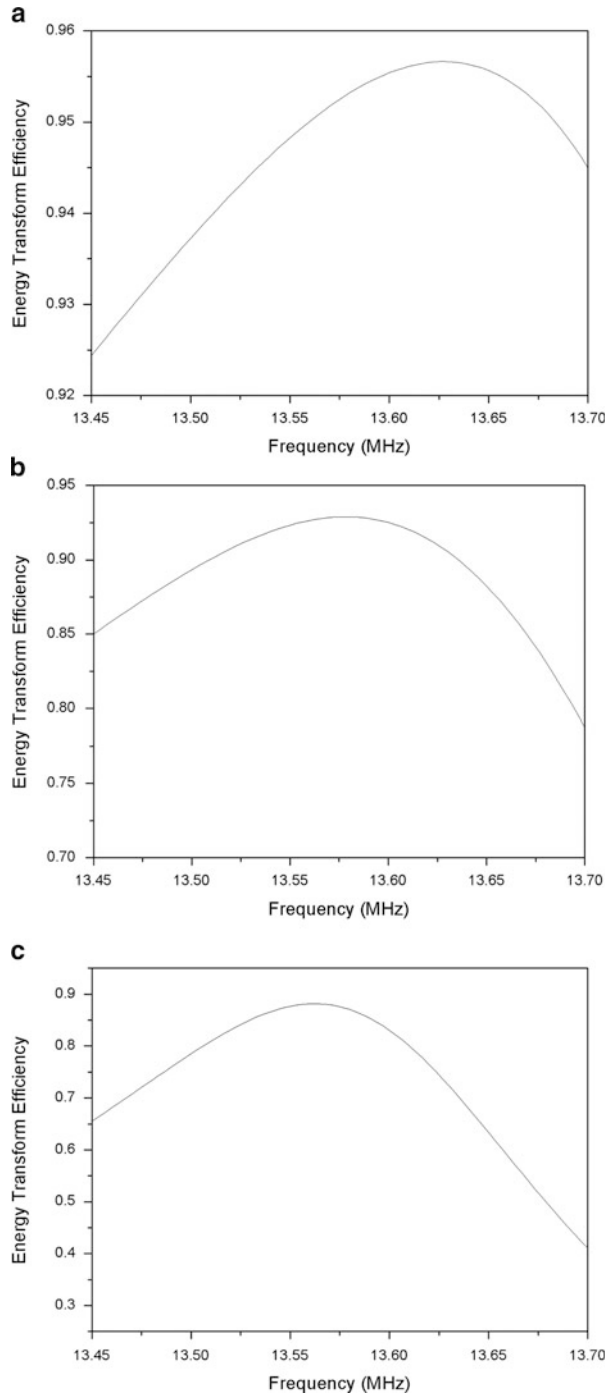 a
0.96
0.95
0.94
0.93
0.92
Energy Transform Efficiency
13.45 13.50 13.55 13.60 13.65 13.70
Frequency (MHz)
b
0.95
0.90
0.85
0.80
0.75
0.70
Energy Transform Efficiency
13.45 13.50 13.55 13.60 13.65 13.70
Frequency (MHz)
c
0.9
0.8
0.7
0.6
0.5
0.4
0.3
Energy Transform Efficiency
13.45 13.50 13.55 13.60 13.65 13.70
Frequency (MHz)